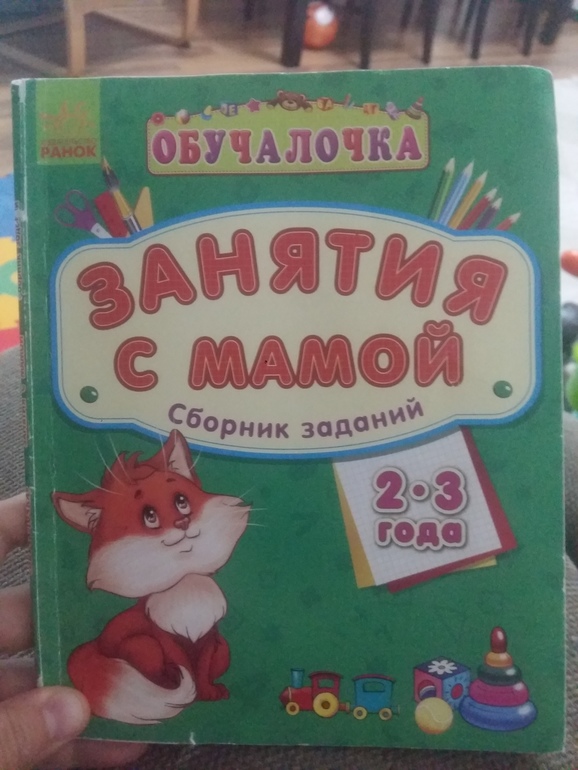 РАНОК
ОБУЧАЛОЧКА
ЗАНЯТИЯ
С МАМОЙ
Сборник заданий
2•3
года